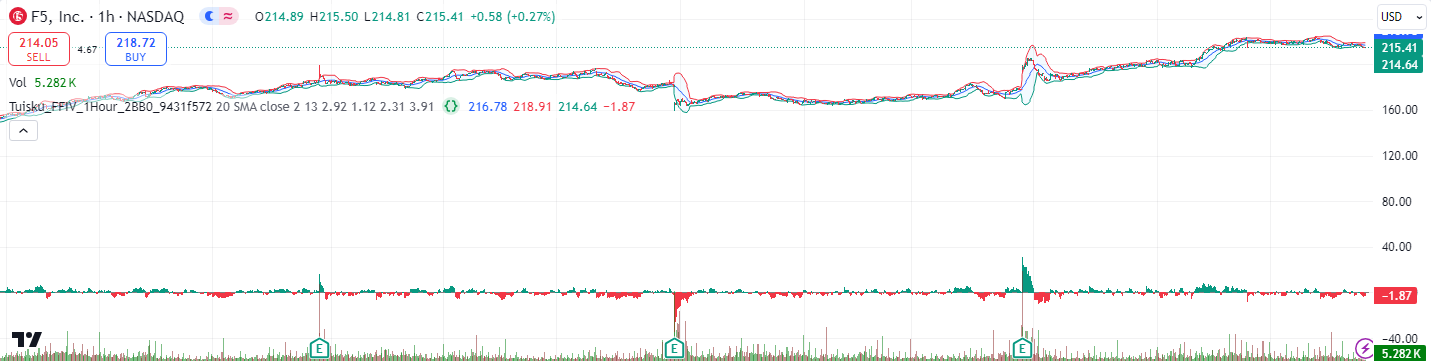 F5, Inc. · 1h · NASDAQ O214.89 H215.50 L214.81 C215.41 +0.58 (+0.27%) USD
214.05 SELL 4.67 218.72 BUY
215.41
214.64
Vol 5.282 K
Tuisku_FFIV_1Hour_2BB0_9431f572 20 SMA close 2 13 2.92 1.12 2.31 3.91 216.78 218.91 214.64 −1.87
160.00
120.00
80.00
40.00
−1.87
−40.00
E E E
5.282 K